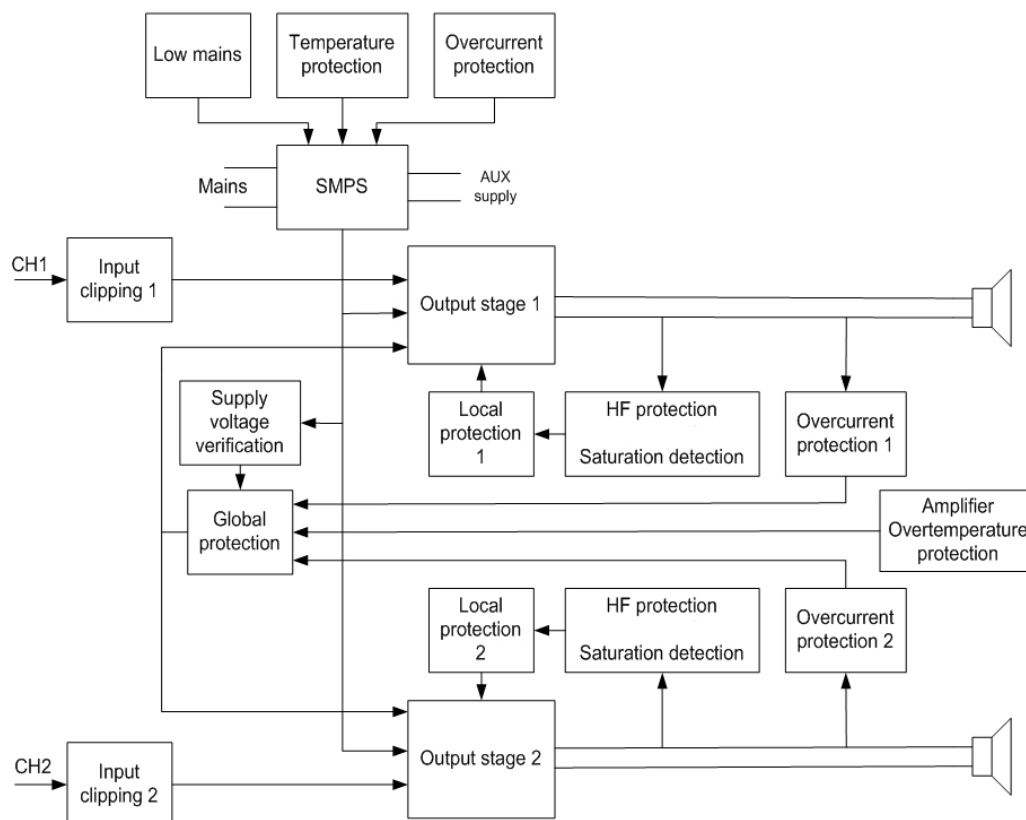 Low mains
Temperature
protection
Overcurrent
protection
Mains
SMPS
AUX
supply
CH1
Input
clipping 1
Output stage 1
Supply
voltage
verification
Local
protection
1
HF protection
Saturation detection
Overcurrent
protection 1
Global
protection
Amplifier
Overtemperature
protection
Local
protection
2
HF protection
Saturation detection
Overcurrent
protection 2
CH2
Input
clipping 2
Output stage 2